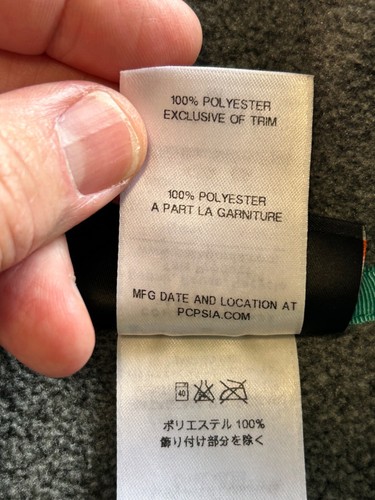 100% POLYESTER
EXCLUSIVE OF TRIM
100% POLYESTER
A PART LA GARNITURE
MFG DATE AND LOCATION AT
PCPSIA.COM
40
ポリエステル 100%
飾り付け部分を除く